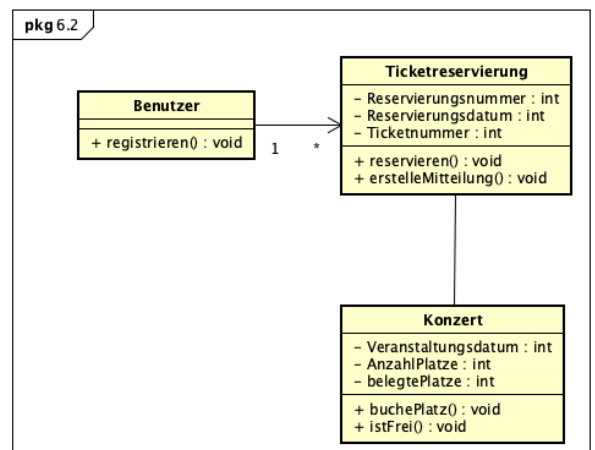 pkg 6.2
Benutzer
+ registrieren() : void
1
*
Ticketreservierung
- Reservierungsnummer : int
- Reservierungsdatum : int
- Ticketnummer : int
+ reservieren() : void
+ erstelleMitteilung() : void
Konzert
- Veranstaltungsdatum : int
- AnzahlPlatze : int
- belegtePlatze : int
+ buchePlatz() : void
+ istFrei() : void